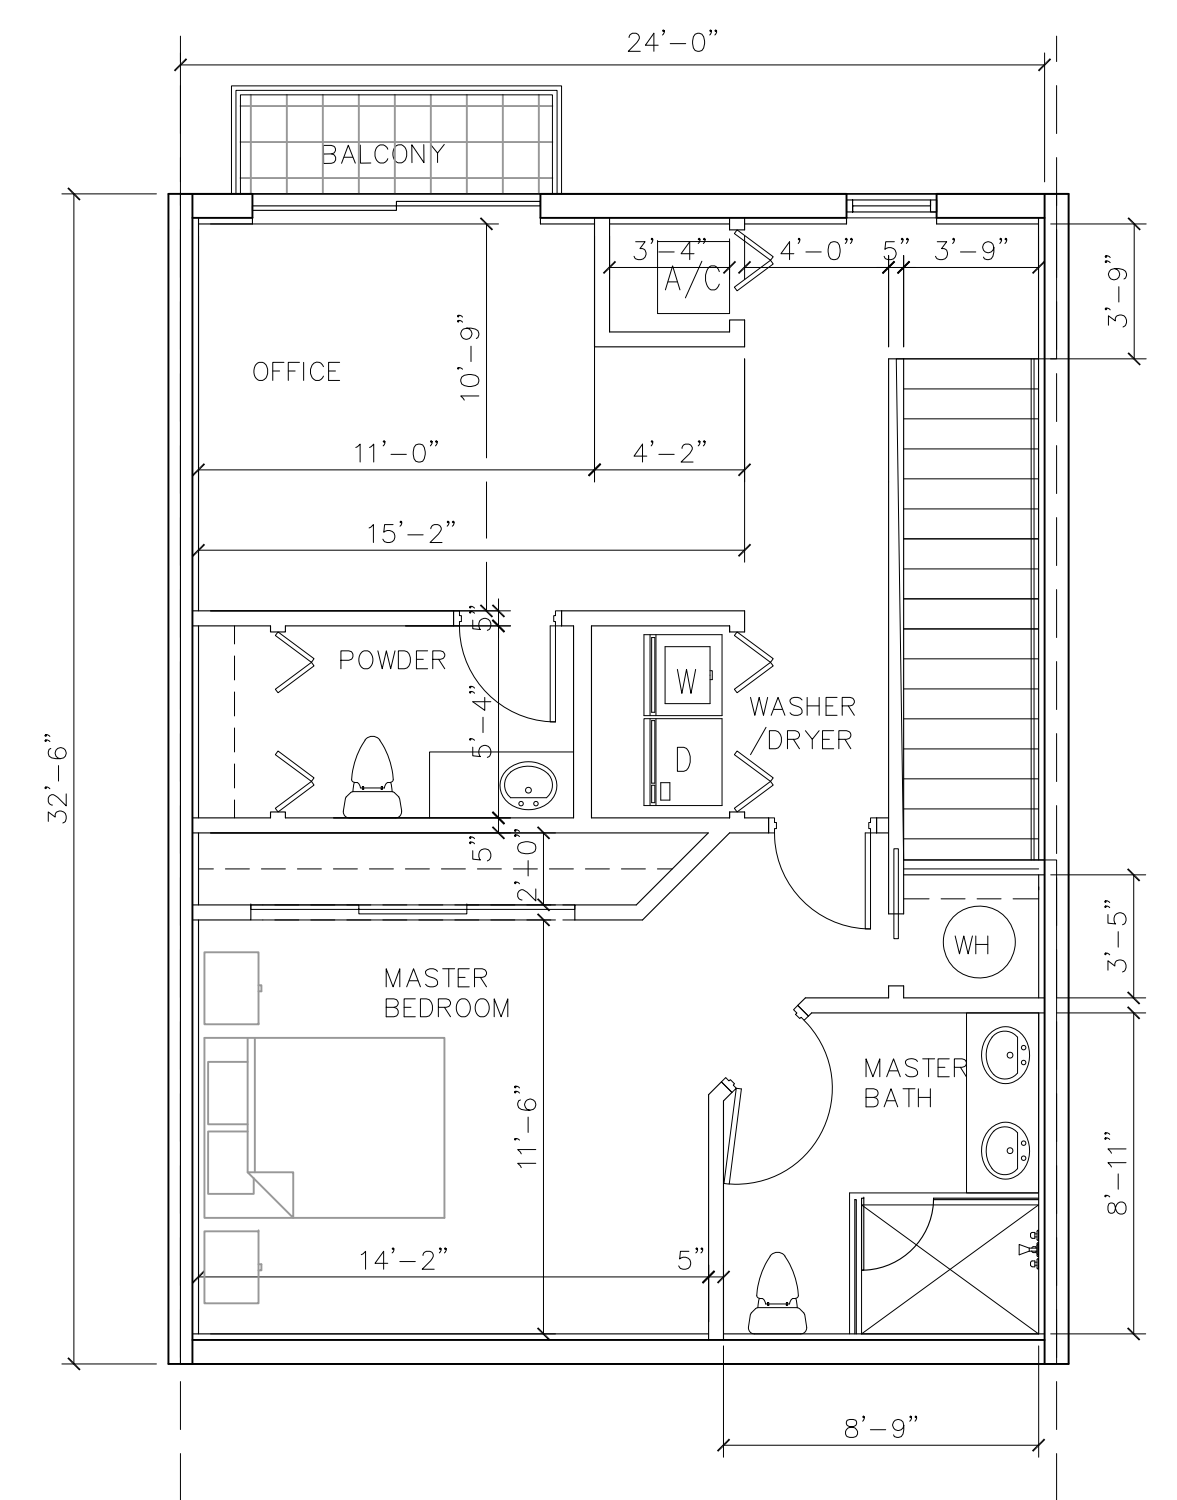 24'-0"
BALCONY
3'-4"
4'-0"
5"
3'-9"
A/C
3'-9"
10'-9"
OFFICE
11'-0"
4'-2"
15'-2"
5"
POWDER
W
5'-4"
WASHER
/DRYER
D
32'-6"
5"
2'-0"
3'-5"
WH
MASTER
BEDROOM
MASTER
BATH
11'-6"
8'-11"
14'-2"
5"
8'-9"